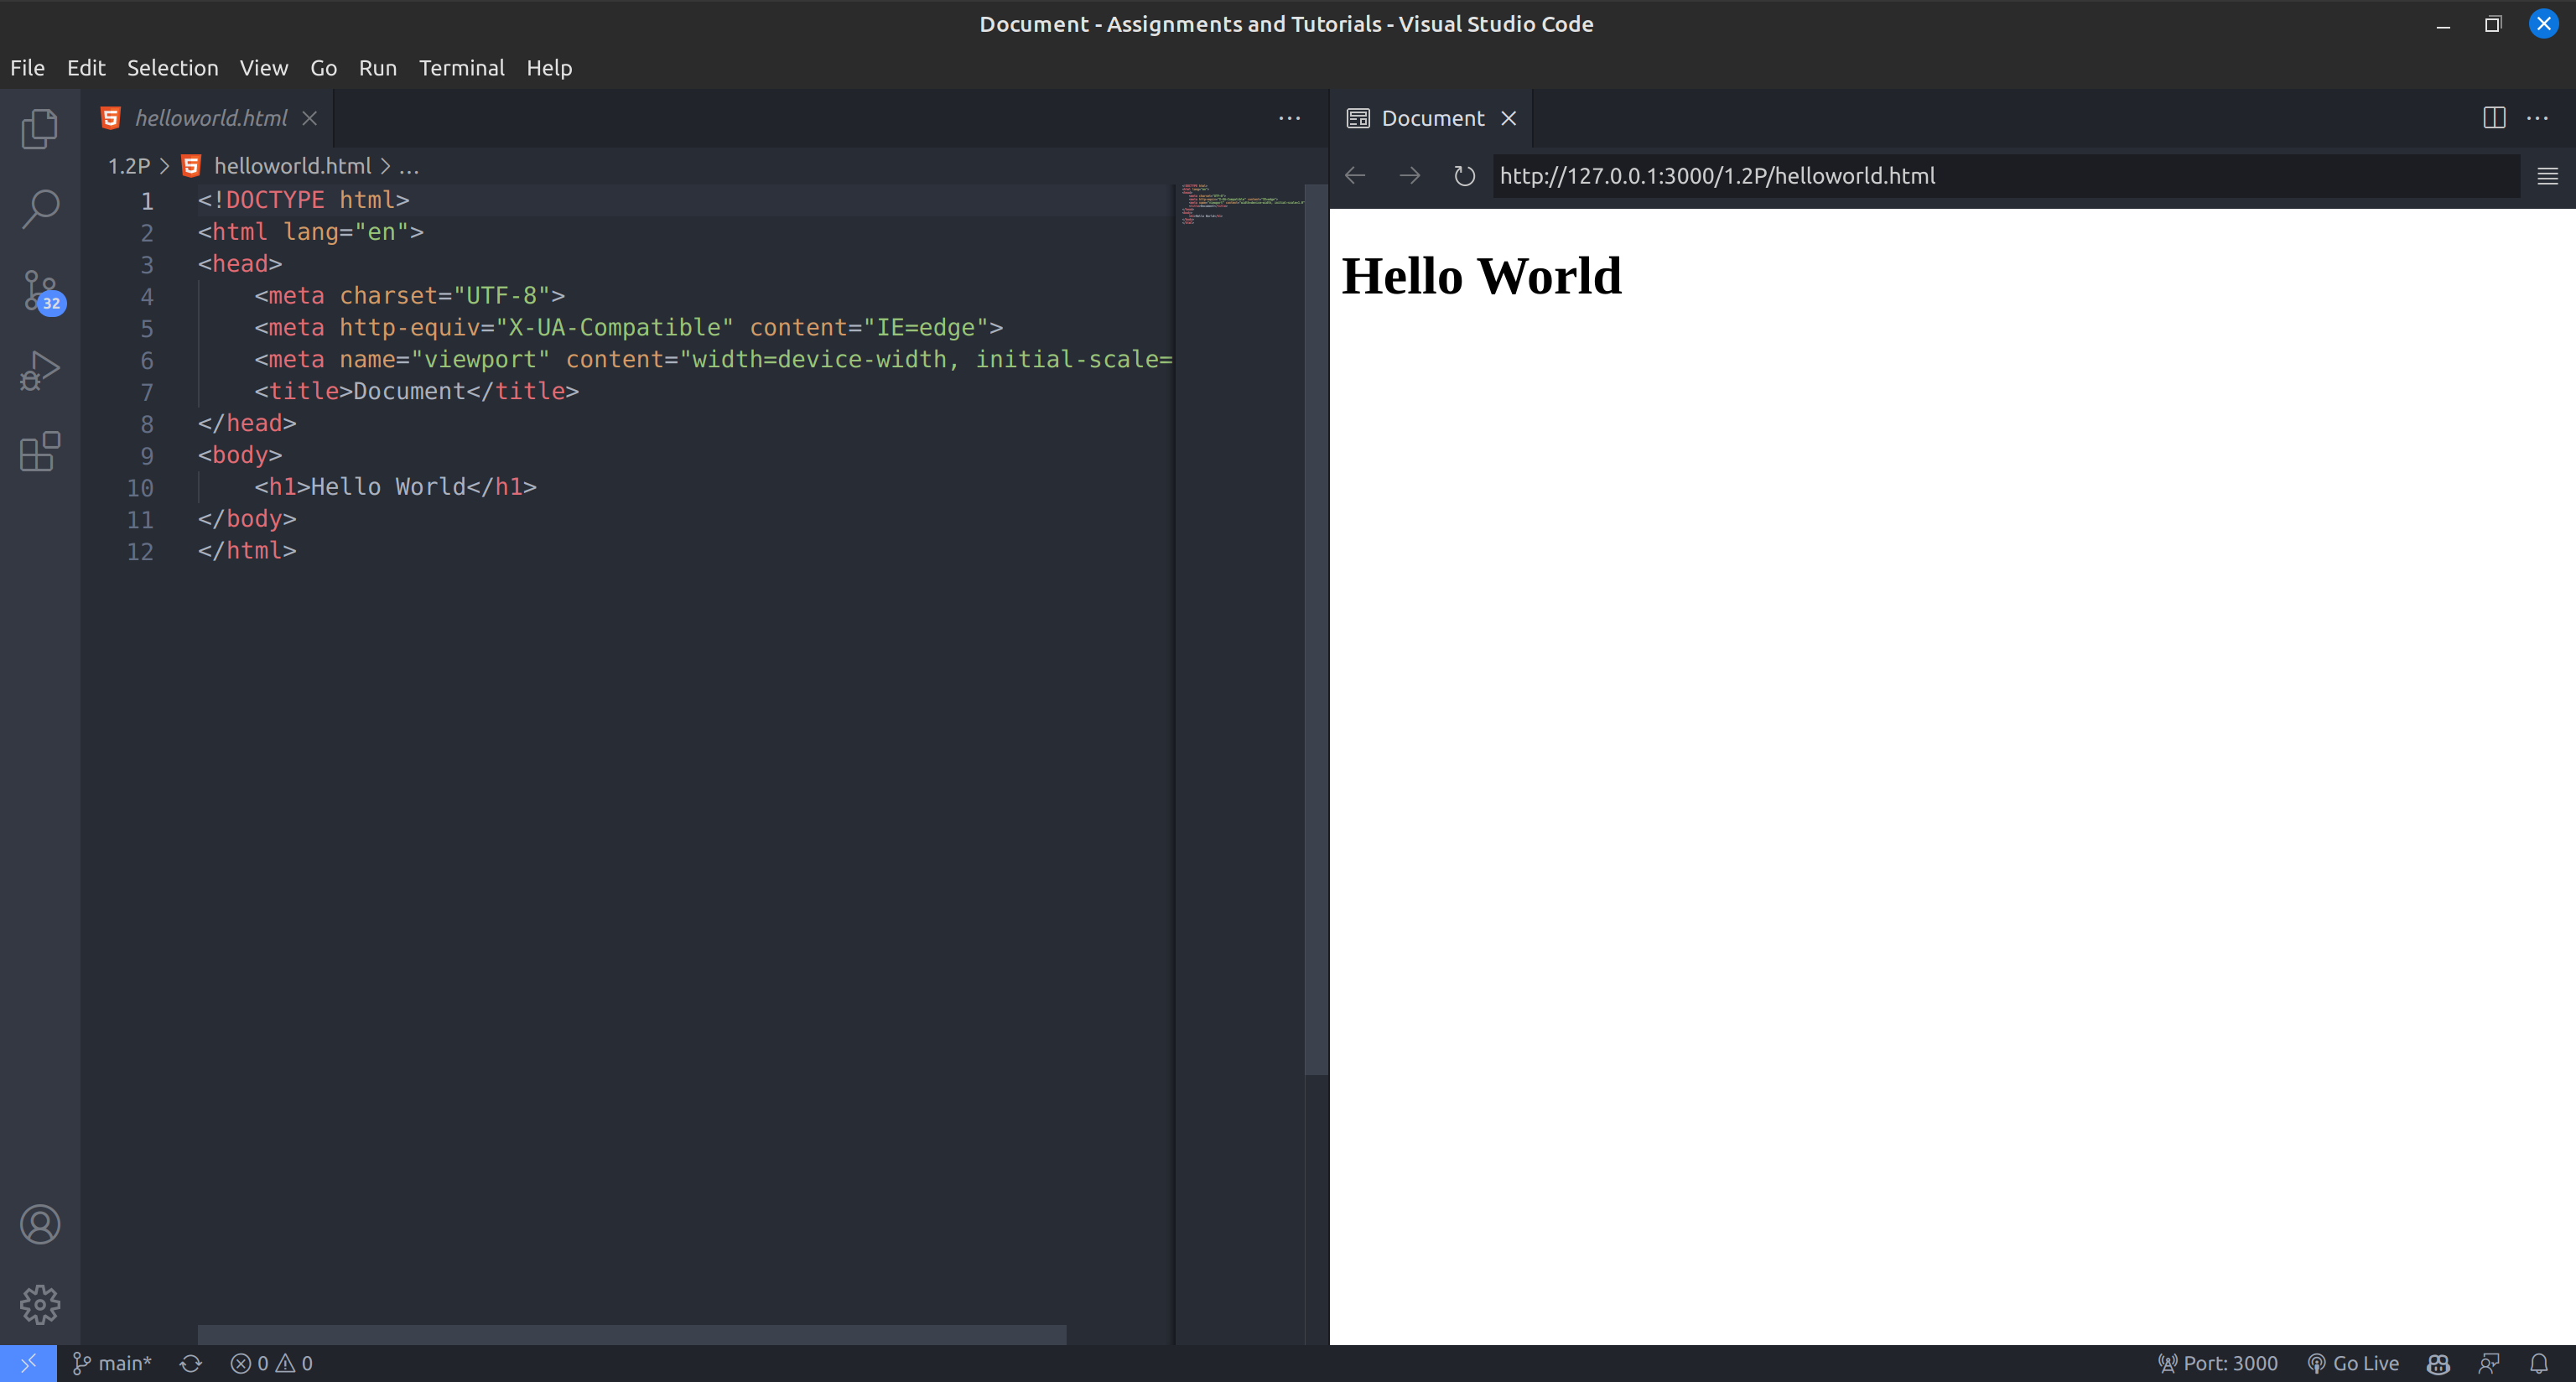 Document - Assignments and Tutorials - Visual Studio Code
File Edit Selection View Go Run Terminal Help
helloworld.html
1.2P > helloworld.html > ...
1 <!DOCTYPE html>
2 <html lang="en">
3 <head>
4     <meta charset="UTF-8">
5     <meta http-equiv="X-UA-Compatible" content="IE=edge">
6     <meta name="viewport" content="width=device-width, initial-scale=
7     <title>Document</title>
8 </head>
9 <body>
10     <h1>Hello World</h1>
11 </body>
12 </html>
Document
http://127.0.0.1:3000/1.2P/helloworld.html
Hello World
32
main* 0 0
Port: 3000 Go Live